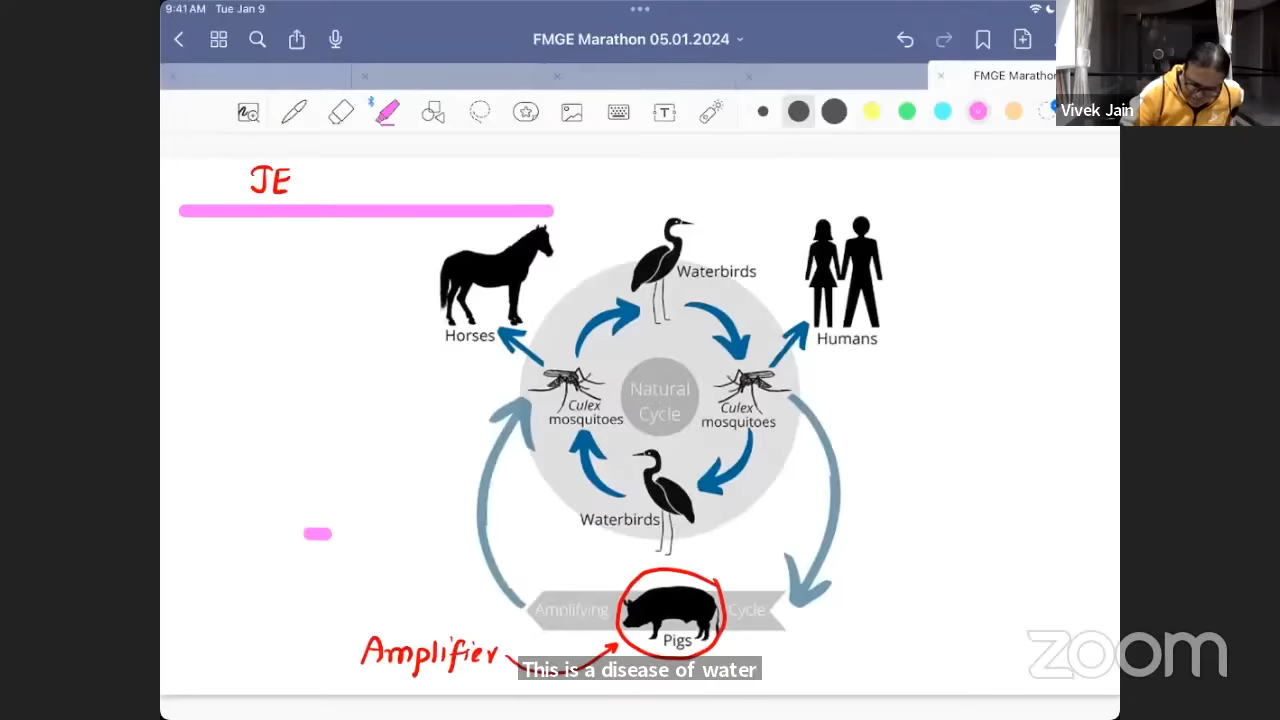 9:41 AM Tue Jan 9
FMGE Marathon 05.01.2024
FMGE Marathon
Vivek Jain
JE
Waterbirds
Horses
Humans
Natural
Cycle
Culex
mosquitoes
Culex
mosquitoes
Waterbirds
Amplifying
Cycle
Pigs
Amplifier
This is a disease of water
zoom